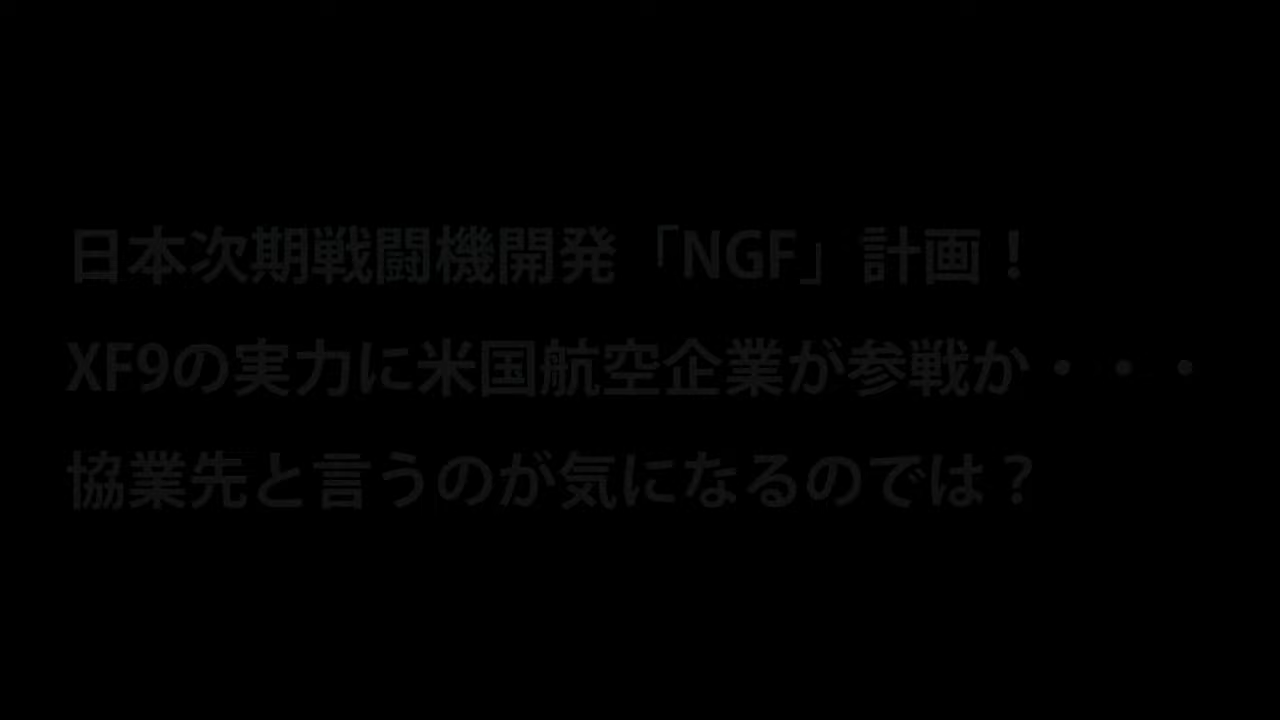 日本次期戦闘機開発「NGF」計画！
XF9の実力に米国航空企業が参戦か・・・
協業先と言うのが気になるのでは？